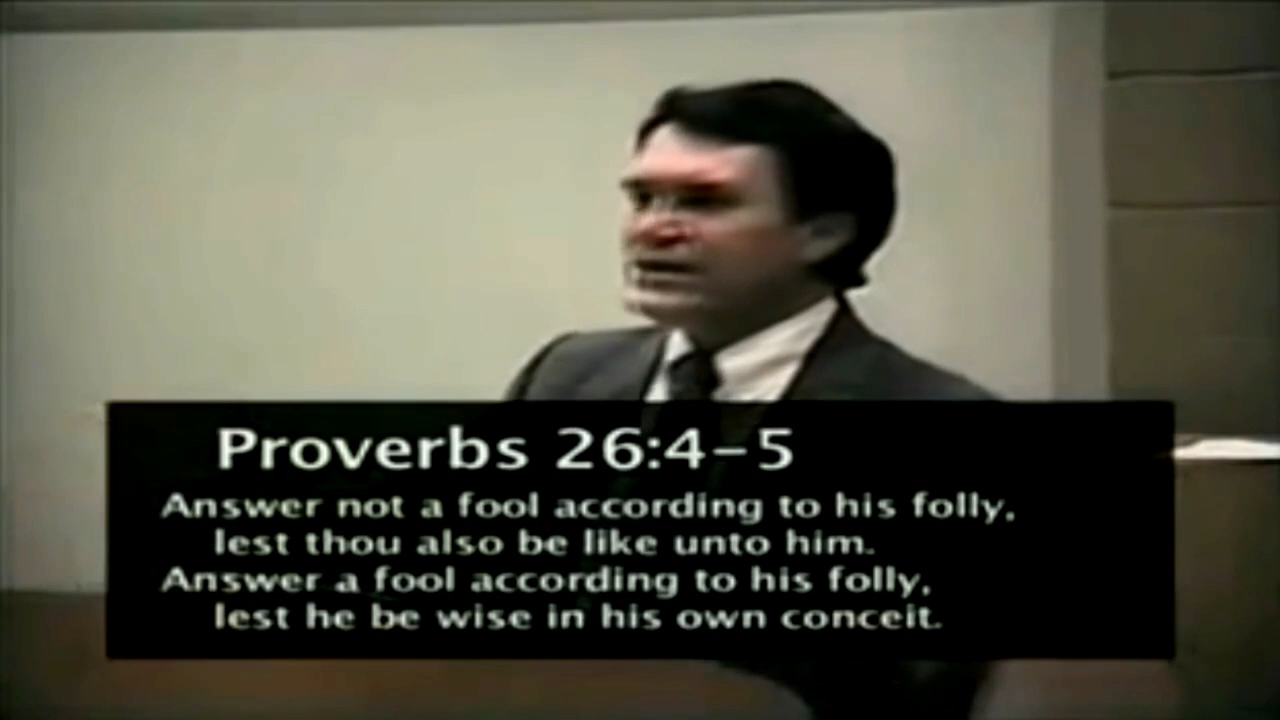 Proverbs 26:4–5
Answer not a fool according to his folly,
lest thou also be like unto him.
Answer a fool according to his folly,
lest he be wise in his own conceit.